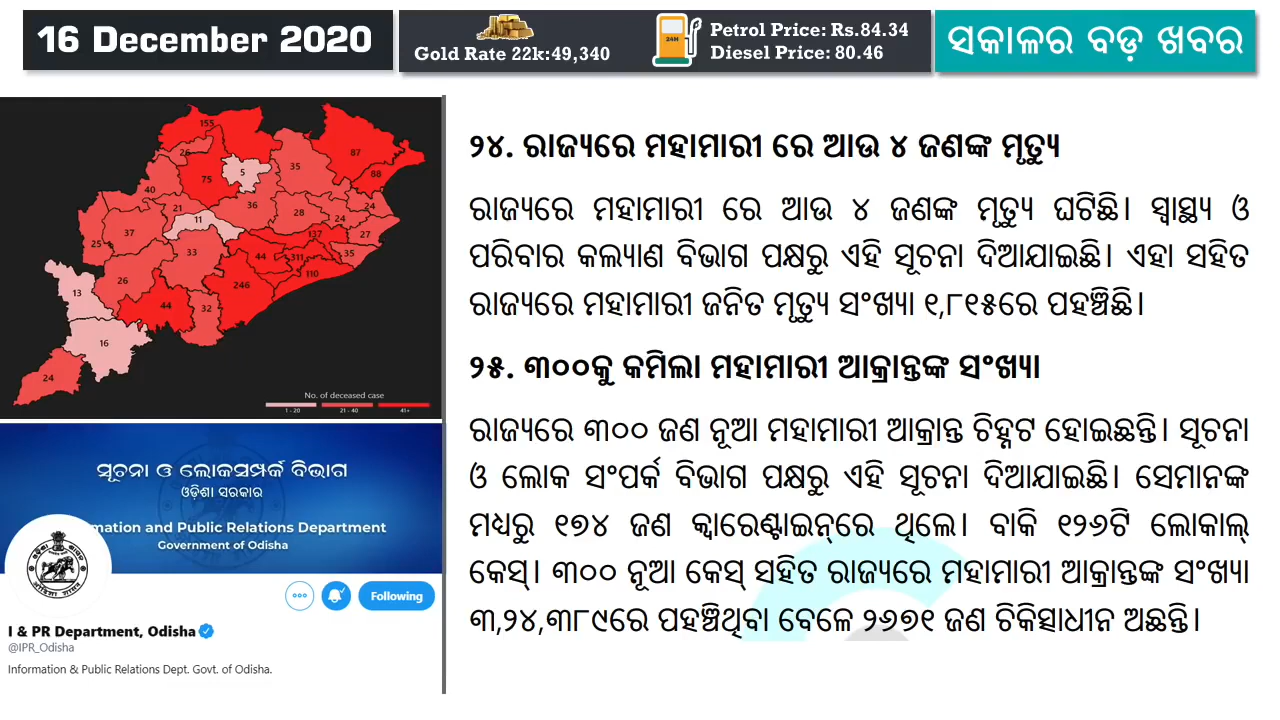 16 December 2020
Gold Rate 22k:49,340
24H
Petrol Price: Rs.84.34
Diesel Price: 80.46
ସକାଳର ବଡ଼ ଖବର
155
26
75
5
35
87
88
40
21
11
36
28
24
24
27
25
37
33
44
137
311
35
110
13
26
44
32
246
16
24
No. of deceased case
1 - 20
21 - 40
41+
୨୪. ରାଜ୍ୟରେ ମହାମାରୀ ରେ ଆଉ ୪ ଜଣଙ୍କ ମୃତ୍ୟୁ
ରାଜ୍ୟରେ ମହାମାରୀ ରେ ଆଉ ୪ ଜଣଙ୍କ ମୃତ୍ୟୁ ଘଟିଛି। ସ୍ୱାସ୍ଥ୍ୟ ଓ
ପରିବାର କଲ୍ୟାଣ ବିଭାଗ ପକ୍ଷରୁ ଏହି ସୂଚନା ଦିଆଯାଇଛି। ଏହା ସହିତ
ରାଜ୍ୟରେ ମହାମାରୀ ଜନିତ ମୃତ୍ୟୁ ସଂଖ୍ୟା ୧,୮୧୫ରେ ପହଞ୍ଚିଛି।
୨୫. ୩୦୦କୁ କମିଲା ମହାମାରୀ ଆକ୍ରାନ୍ତଙ୍କ ସଂଖ୍ୟା
ରାଜ୍ୟରେ ୩୦୦ ଜଣ ନୂଆ ମହାମାରୀ ଆକ୍ରାନ୍ତ ଚିହ୍ନଟ ହୋଇଛନ୍ତି। ସୂଚନା
ଓ ଲୋକ ସଂପର୍କ ବିଭାଗ ପକ୍ଷରୁ ଏହି ସୂଚନା ଦିଆଯାଇଛି। ସେମାନଙ୍କ
ମଧ୍ୟରୁ ୧୭୪ ଜଣ କ୍ୱାରେଣ୍ଟାଇନ୍‌ରେ ଥିଲେ। ବାକି ୧୨୬ଟି ଲୋକାଲ୍
କେସ୍। ୩୦୦ ନୂଆ କେସ୍ ସହିତ ରାଜ୍ୟରେ ମହାମାରୀ ଆକ୍ରାନ୍ତଙ୍କ ସଂଖ୍ୟା
୩,୨୪,୩୮୯ରେ ପହଞ୍ଚିଥିବା ବେଳେ ୨୬୭୧ ଜଣ ଚିକିତ୍ସାଧୀନ ଅଛନ୍ତି।
ସୂଚନା ଓ ଲୋକସମ୍ପର୍କ ବିଭାଗ
ଓଡ଼ିଶା ସରକାର
mation and Public Relations Department
Government of Odisha
Following
I & PR Department, Odisha
@IPR_Odisha
Information & Public Relations Dept. Govt. of Odisha.